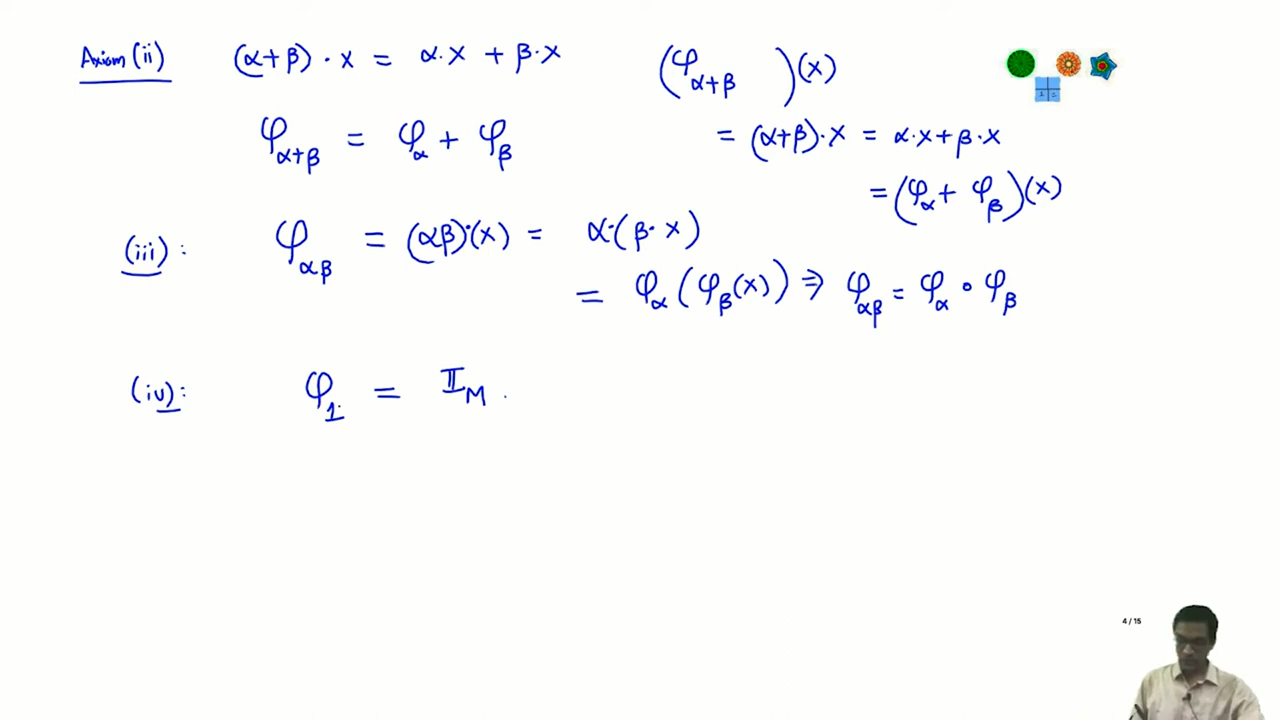 Axiom (ii) (α+β)·x = α·x + β·x
(φ_{α+β})(x)
= (α+β)·x = α·x+β·x
φ_{α+β} = φ_α + φ_β
= (φ_α + φ_β)(x)
(iii): φ_{αβ} = (αβ)·(x) = α·(β·x)
= φ_α(φ_β(x)) ⇒ φ_{αβ} = φ_α ∘ φ_β
(iv): φ_1 = 𝕀_M.
4 / 15